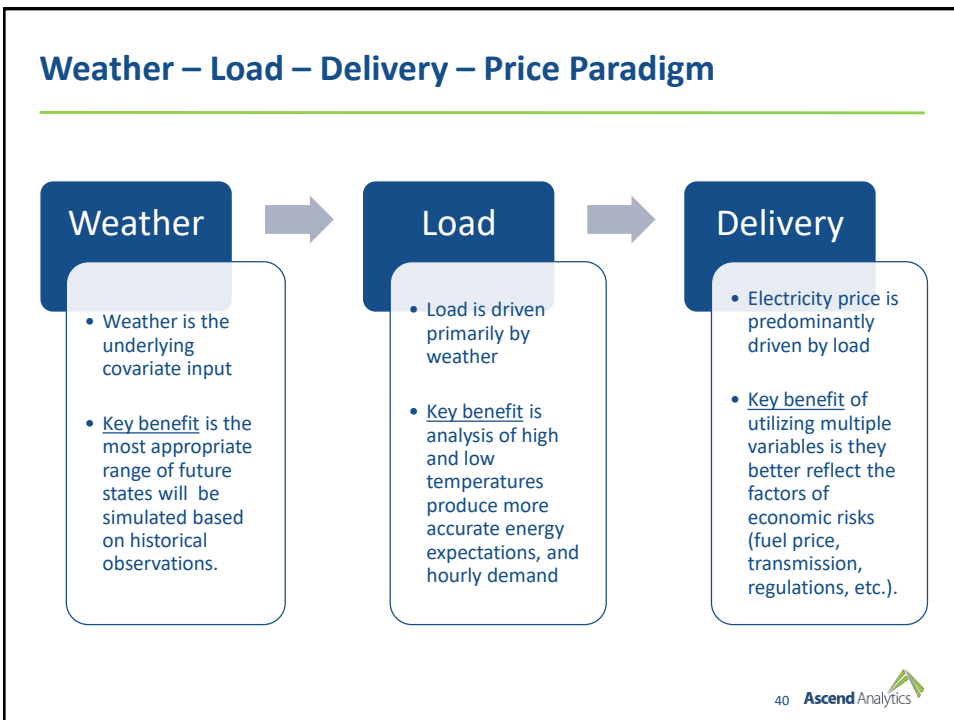 Weather – Load – Delivery – Price Paradigm
Weather
• Weather is the
underlying
covariate input
• Key benefit is the
most appropriate
range of future
states will  be
simulated based
on historical
observations.
Load
• Load is driven
primarily by
weather
• Key benefit is
analysis of high
and low
temperatures
produce more
accurate energy
expectations, and
hourly demand
Delivery
• Electricity price is
predominantly
driven by load
• Key benefit of
utilizing multiple
variables is they
better reflect the
factors of
economic risks
(fuel price,
transmission,
regulations, etc.).
40 Ascend Analytics